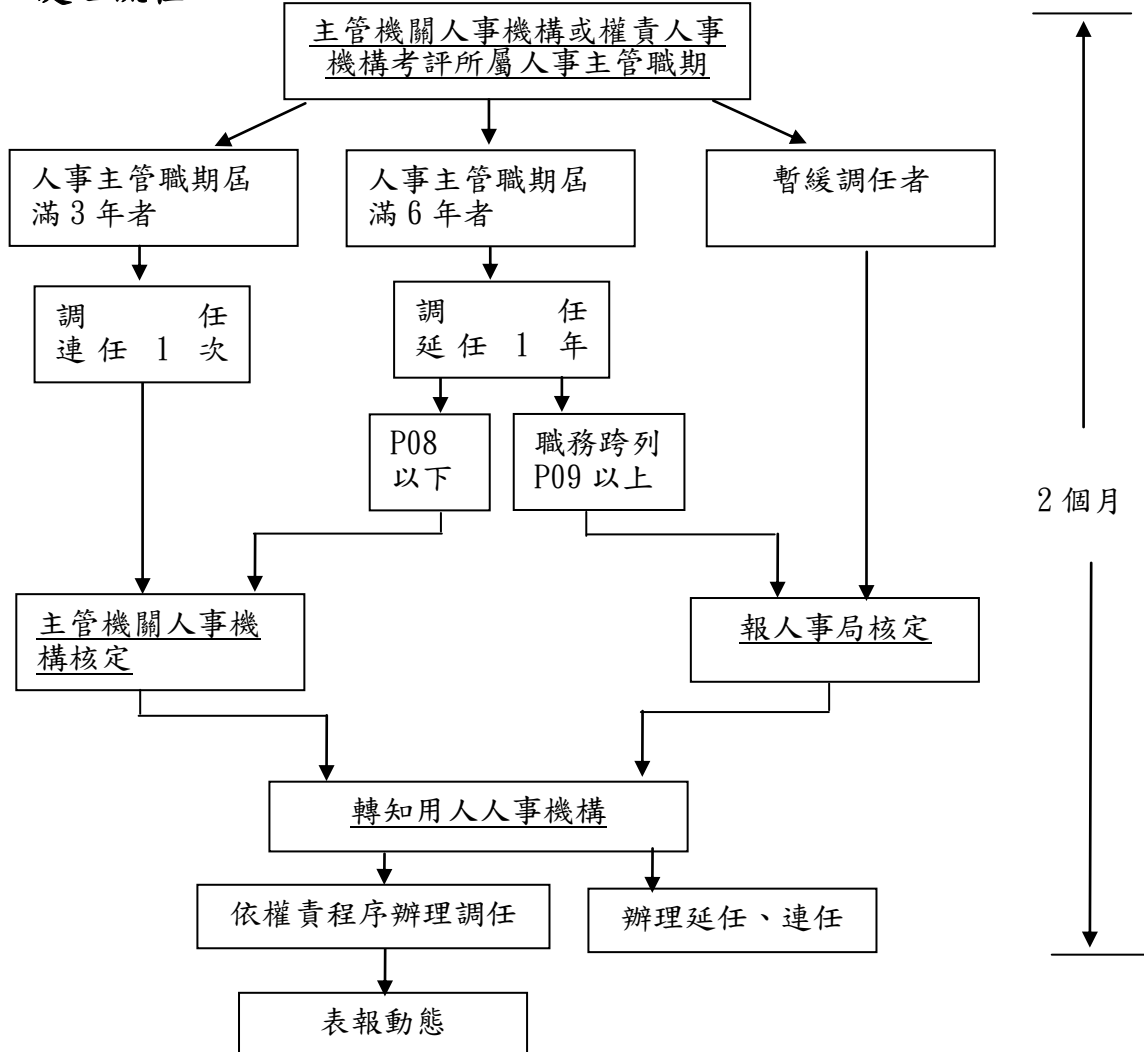 主管機關人事機構或權責人事
機構考評所屬人事主管職期
人事主管職期屆
滿3年者
人事主管職期屆
滿6年者
暫緩調任者
調 任
連任 1 次
調 任
延任 1 年
P08
以下
職務跨列
P09以上
2個月
主管機關人事機
構核定
報人事局核定
轉知用人人事機構
依權責程序辦理調任
辦理延任、連任
表報動態